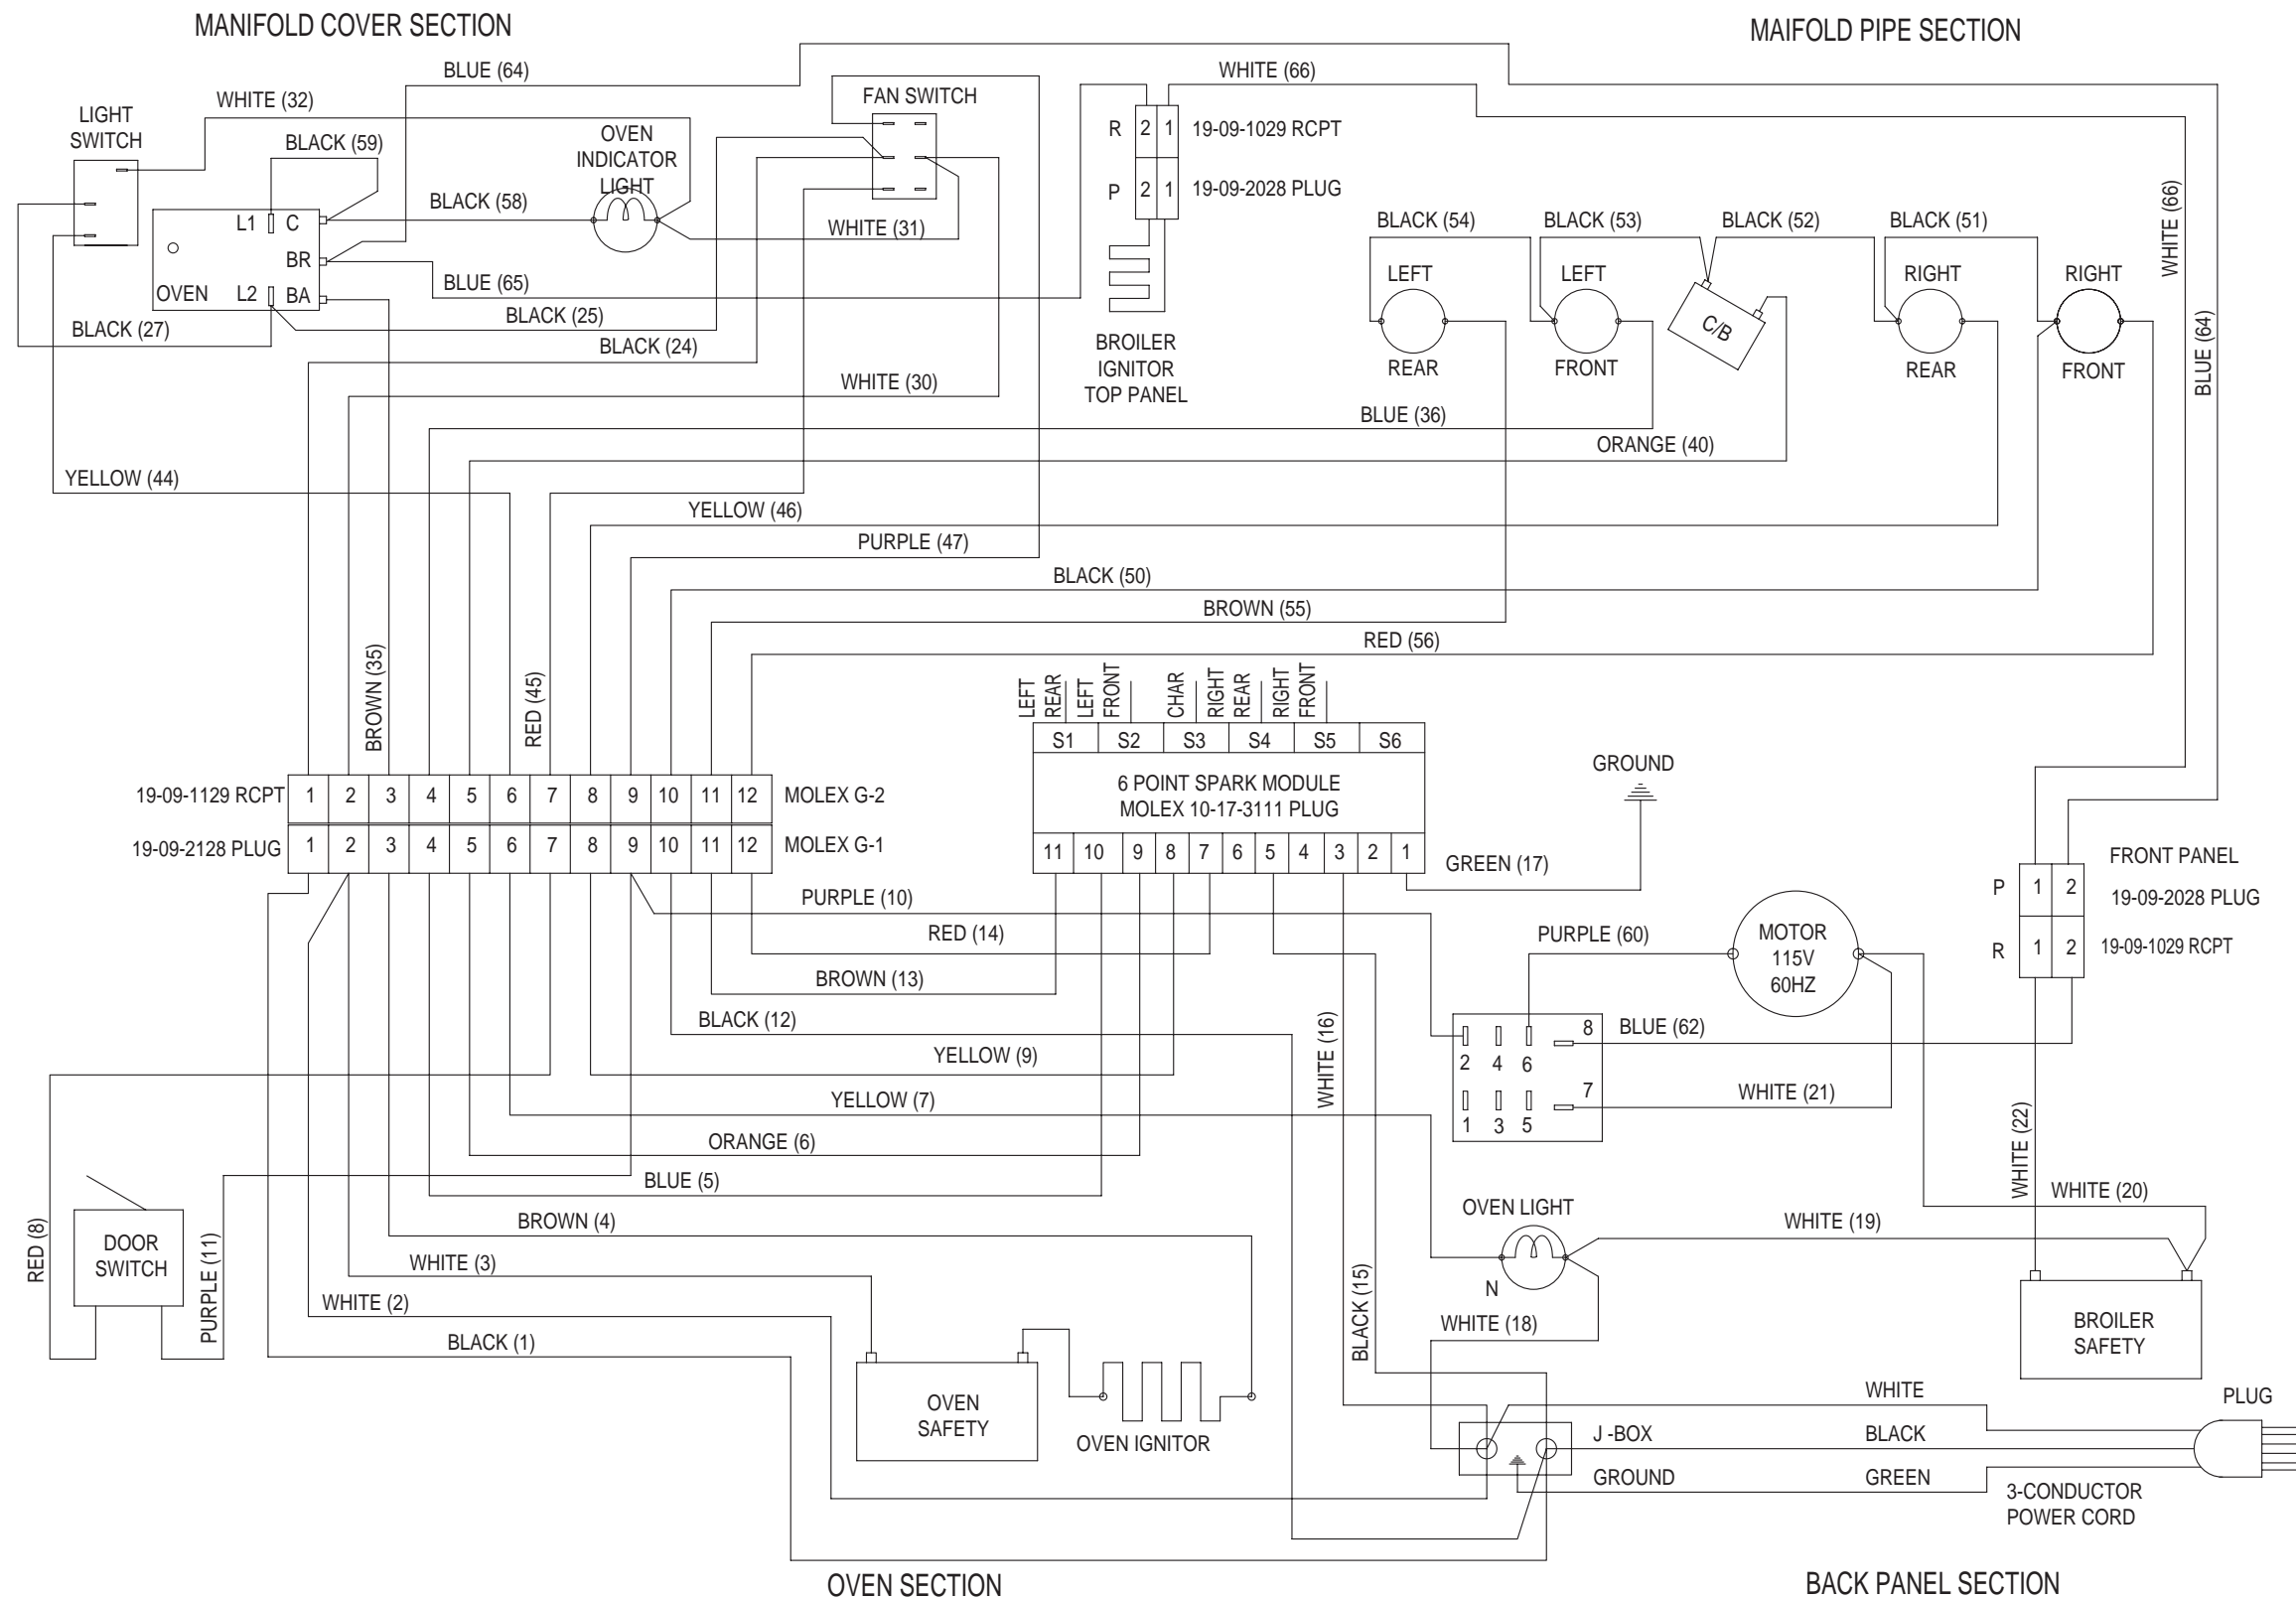 MANIFOLD COVER SECTION
MAIFOLD PIPE SECTION
BLUE (64)
WHITE (66)
WHITE (32)
FAN SWITCH
LIGHT
SWITCH
BLACK (59)
OVEN
INDICATOR
LIGHT
R
2 1
19-09-1029 RCPT
P
2 1
19-09-2028 PLUG
BLACK (58)
WHITE (31)
L1
C
BR
OVEN
L2
BA
BLUE (65)
BLACK (25)
BLACK (27)
BLACK (24)
WHITE (30)
BROILER
IGNITOR
TOP PANEL
BLACK (54)
BLACK (53)
BLACK (52)
BLACK (51)
LEFT
REAR
LEFT
FRONT
C/B
RIGHT
REAR
RIGHT
FRONT
WHITE (66)
BLUE (64)
BLUE (36)
ORANGE (40)
YELLOW (44)
YELLOW (46)
PURPLE (47)
BLACK (50)
BROWN (55)
RED (56)
BROWN (35)
RED (45)
LEFT
REAR
LEFT
FRONT
CHAR
RIGHT
REAR
RIGHT
FRONT
S1 S2 S3 S4 S5 S6
6 POINT SPARK MODULE
MOLEX 10-17-3111 PLUG
11 10 9 8 7 6 5 4 3 2 1
GROUND
GREEN (17)
19-09-1129 RCPT
1 2 3 4 5 6 7 8 9 10 11 12
MOLEX G-2
19-09-2128 PLUG
1 2 3 4 5 6 7 8 9 10 11 12
MOLEX G-1
FRONT PANEL
P
1 2
19-09-2028 PLUG
R
1 2
19-09-1029 RCPT
PURPLE (10)
RED (14)
BROWN (13)
BLACK (12)
YELLOW (9)
YELLOW (7)
ORANGE (6)
BLUE (5)
BROWN (4)
WHITE (3)
WHITE (2)
BLACK (1)
PURPLE (60)
MOTOR
115V
60HZ
8
BLUE (62)
2 4 6
7
WHITE (21)
1 3 5
WHITE (16)
BLACK (15)
WHITE (22)
WHITE (20)
OVEN LIGHT
WHITE (19)
N
WHITE (18)
RED (8)
DOOR
SWITCH
PURPLE (11)
OVEN
SAFETY
OVEN IGNITOR
BROILER
SAFETY
WHITE
PLUG
J -BOX
BLACK
GROUND
GREEN
3-CONDUCTOR
POWER CORD
OVEN SECTION
BACK PANEL SECTION